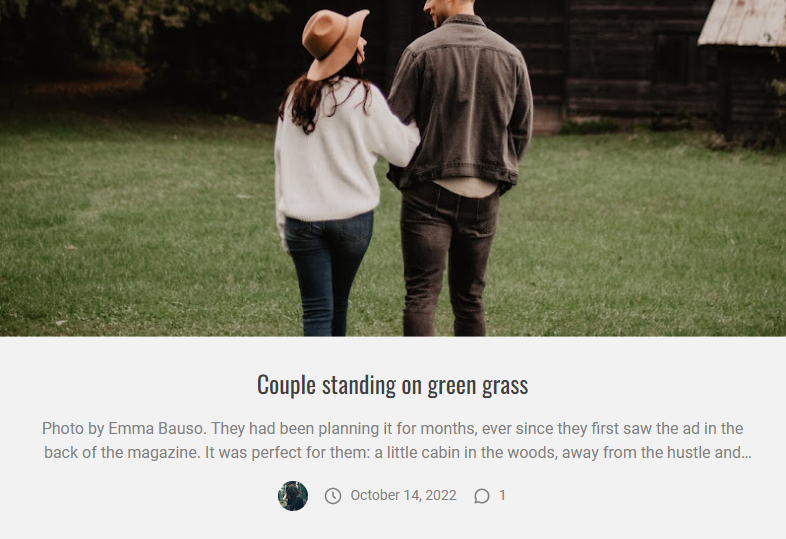 Couple standing on green grass
Photo by Emma Bauso. They had been planning it for months, ever since they first saw the ad in the
back of the magazine. It was perfect for them: a little cabin in the woods, away from the hustle and...
October 14, 2022 1